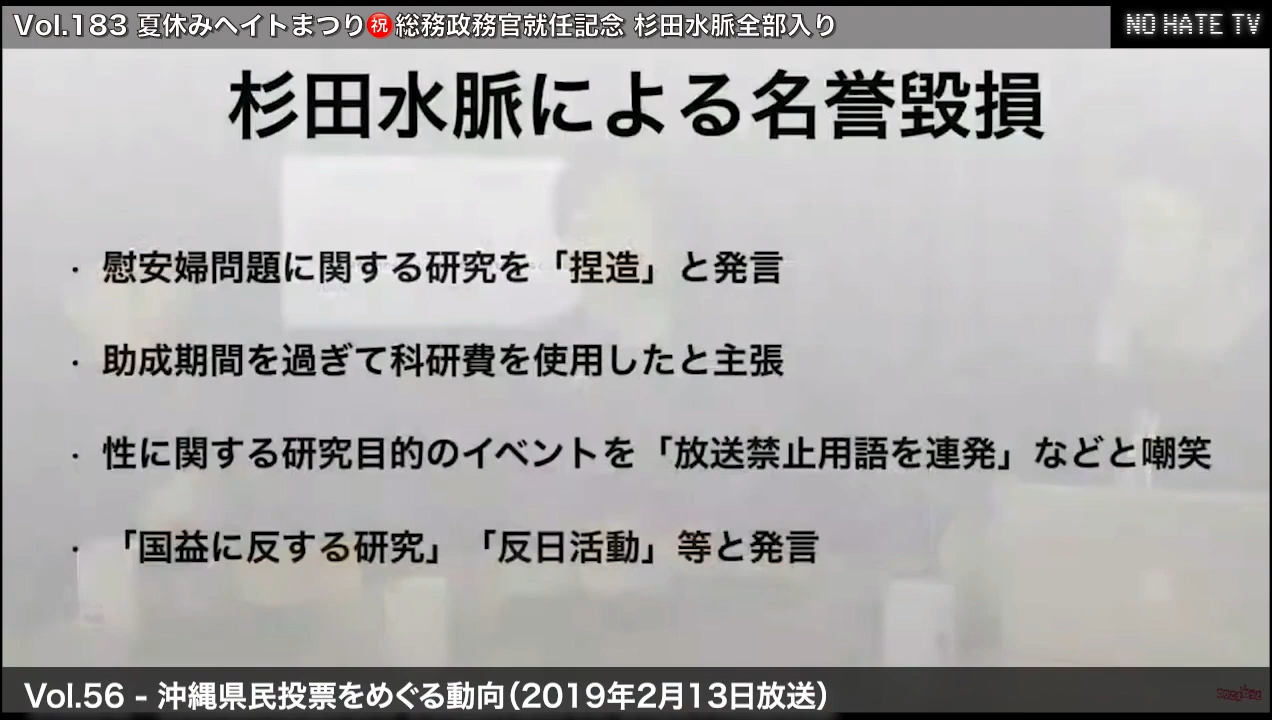 Vol.183 夏休みヘイトまつり㊗総務政務官就任記念 杉田水脈全部入り
NO HATE TV
杉田水脈による名誉毀損
・ 慰安婦問題に関する研究を「捏造」と発言
・ 助成期間を過ぎて科研費を使用したと主張
・ 性に関する研究目的のイベントを「放送禁止用語を連発」などと嘲笑
・ 「国益に反する研究」「反日活動」等と発言
Vol.56 - 沖縄県民投票をめぐる動向（2019年2月13日放送）